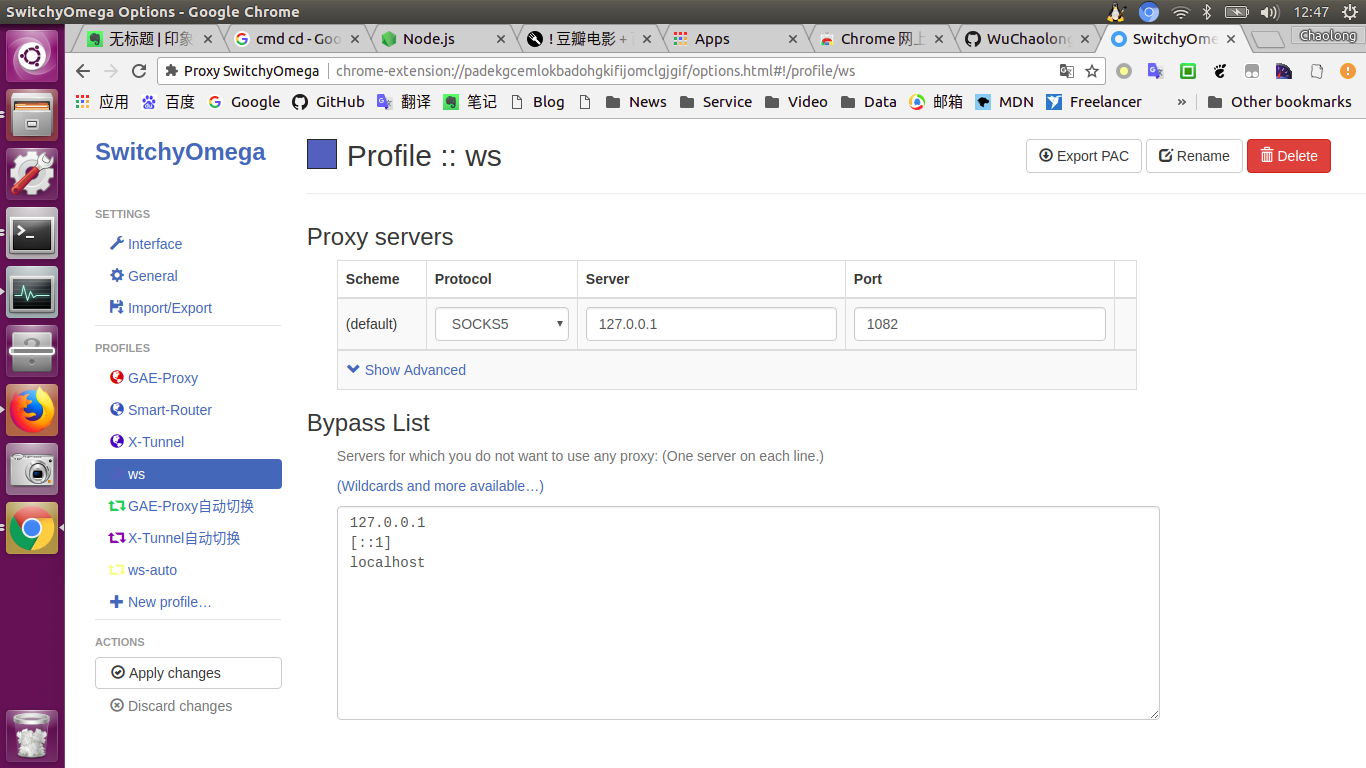 SwitchyOmega Options - Google Chrome
12:47
无标题 | 印象
cmd cd - Goo
Node.js
! 豆瓣电影 +
Apps
Chrome 网上
WuChaolong
SwitchyOme
Chaolong
Proxy SwitchyOmega
chrome-extension://padekgcemlokbadohgkifijomclgjgif/options.html#!/profile/ws
应用
百度
Google
GitHub
翻译
笔记
Blog
News
Service
Video
Data
邮箱
MDN
Freelancer
»
Other bookmarks
SwitchyOmega
Profile :: ws
Export PAC
Rename
Delete
SETTINGS
Interface
General
Import/Export
PROFILES
GAE-Proxy
Smart-Router
X-Tunnel
ws
GAE-Proxy自动切换
X-Tunnel自动切换
ws-auto
New profile…
ACTIONS
Apply changes
Discard changes
Proxy servers
Scheme Protocol Server Port
(default) SOCKS5 127.0.0.1 1082
Show Advanced
Bypass List
Servers for which you do not want to use any proxy: (One server on each line.)
(Wildcards and more available…)
127.0.0.1
[::1]
localhost